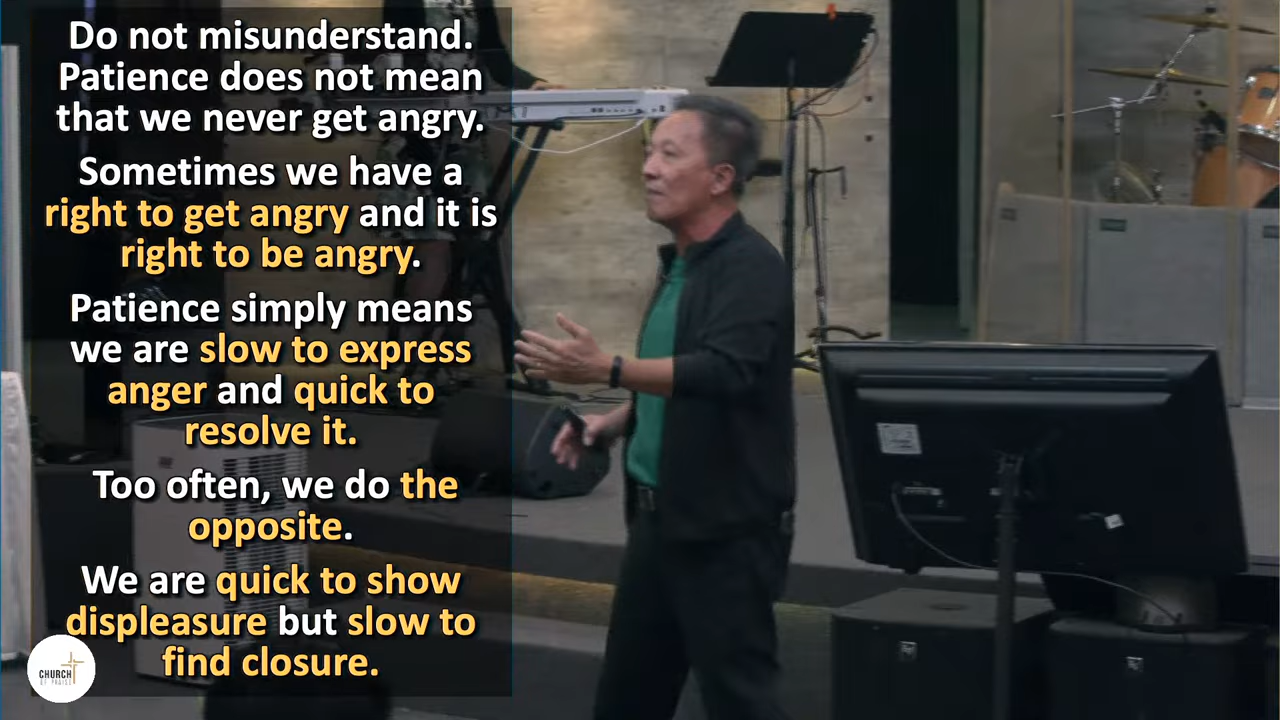 Do not misunderstand.
Patience does not mean
that we never get angry.
Sometimes we have a
right to get angry and it is
right to be angry.
Patience simply means
we are slow to express
anger and quick to
resolve it.
Too often, we do the
opposite.
We are quick to show
displeasure but slow to
find closure.
CHURCH
OF PRAISE